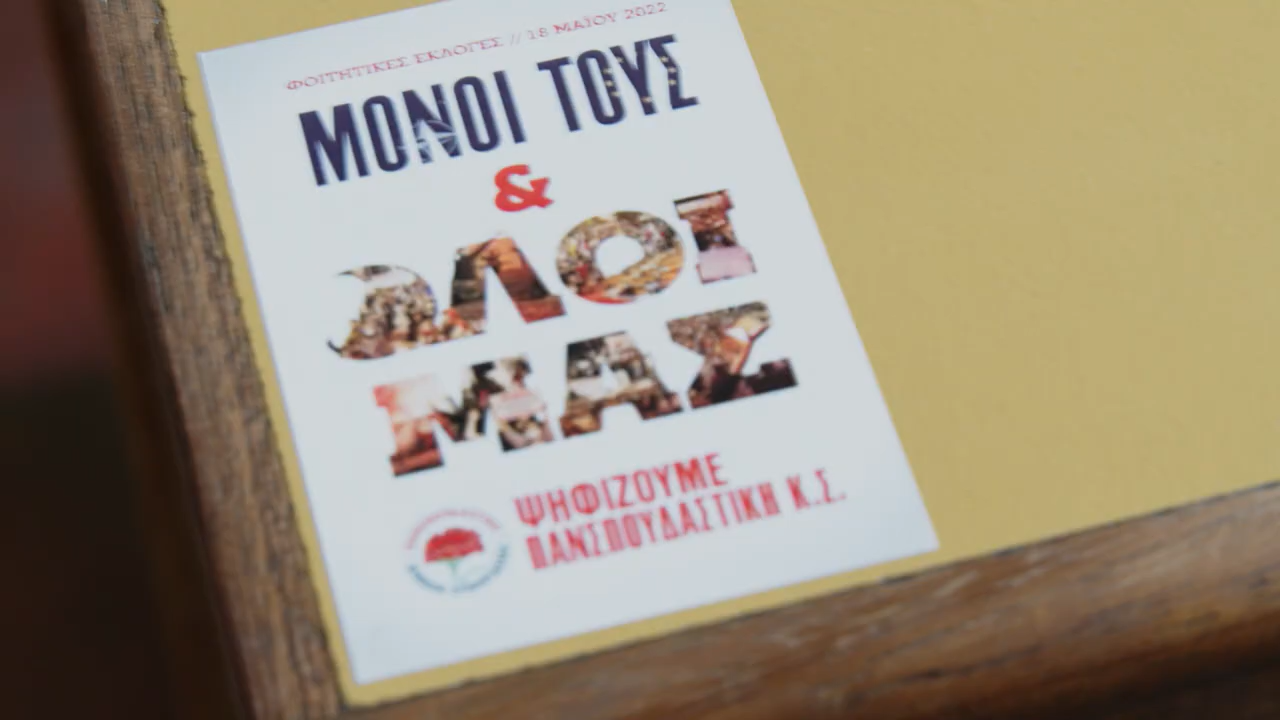 ΦΟΙΤΗΤΙΚΕΣ ΕΚΛΟΓΕΣ // 18 ΜΑΪΟΥ 2022
ΜΟΝΟΙ ΤΟΥΣ
&
ΟΛΟΙ
ΜΑΣ
ΨΗΦΙΖΟΥΜΕ
ΠΑΝΣΠΟΥΔΑΣΤΙΚΗ Κ.Σ.